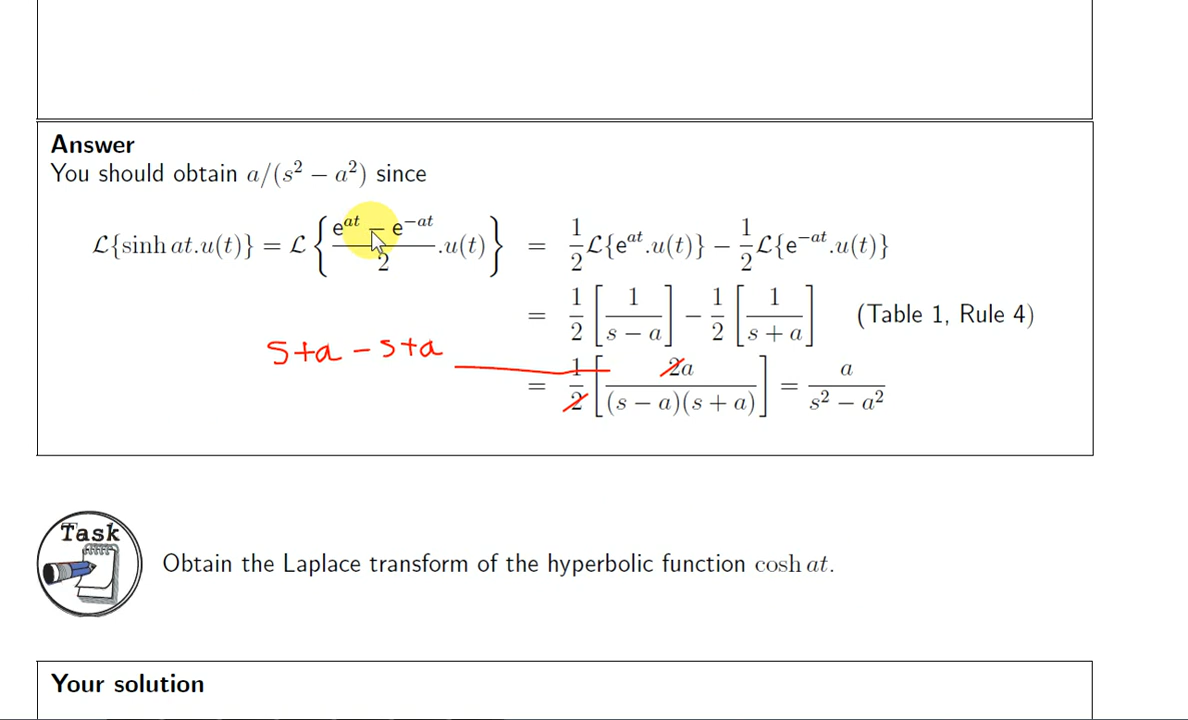 Answer
You should obtain a/(s² − a²) since
ℒ{sinh at.u(t)} = ℒ{(e^{at} − e^{−at})/2 .u(t)} = 1/2 ℒ{e^{at}.u(t)} − 1/2 ℒ{e^{−at}.u(t)}
= 1/2 [1/(s − a)] − 1/2 [1/(s + a)] (Table 1, Rule 4)
s+a − s+a
= 1/2 [2a/((s − a)(s + a))] = a/(s² − a²)
Task
Obtain the Laplace transform of the hyperbolic function cosh at.
Your solution